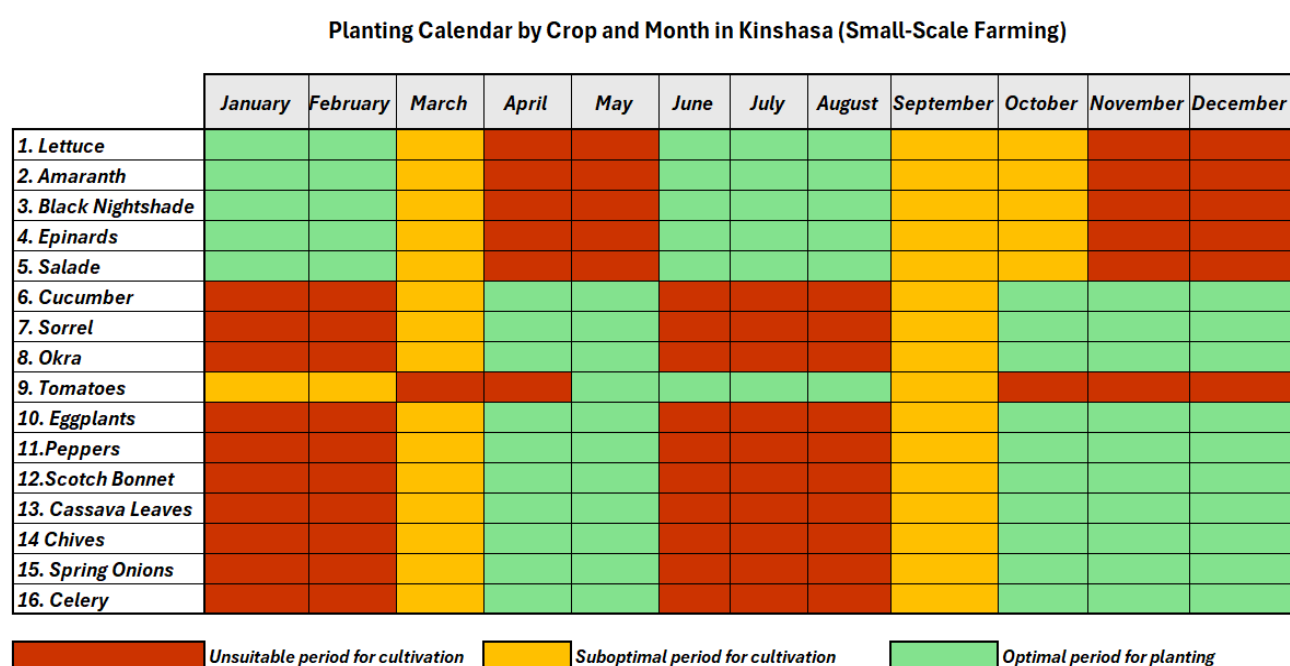 Planting Calendar by Crop and Month in Kinshasa (Small-Scale Farming)
January February March April May June July August September October November December
1. Lettuce
2. Amaranth
3. Black Nightshade
4. Epinards
5. Salade
6. Cucumber
7. Sorrel
8. Okra
9. Tomatoes
10. Eggplants
11.Peppers
12.Scotch Bonnet
13. Cassava Leaves
14 Chives
15. Spring Onions
16. Celery
Unsuitable period for cultivation Suboptimal period for cultivation Optimal period for planting